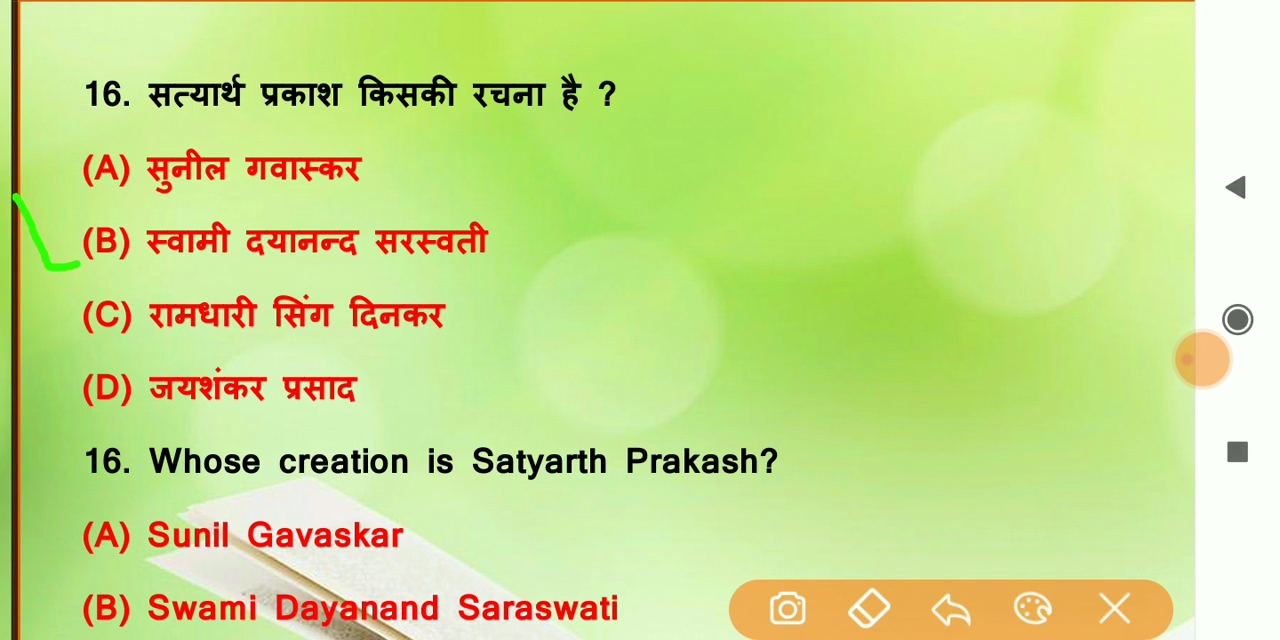 16. सत्यार्थ प्रकाश किसकी रचना है ?
(A) सुनील गवास्कर
(B) स्वामी दयानन्द सरस्वती
(C) रामधारी सिंग दिनकर
(D) जयशंकर प्रसाद
16. Whose creation is Satyarth Prakash?
(A) Sunil Gavaskar
(B) Swami Dayanand Saraswati